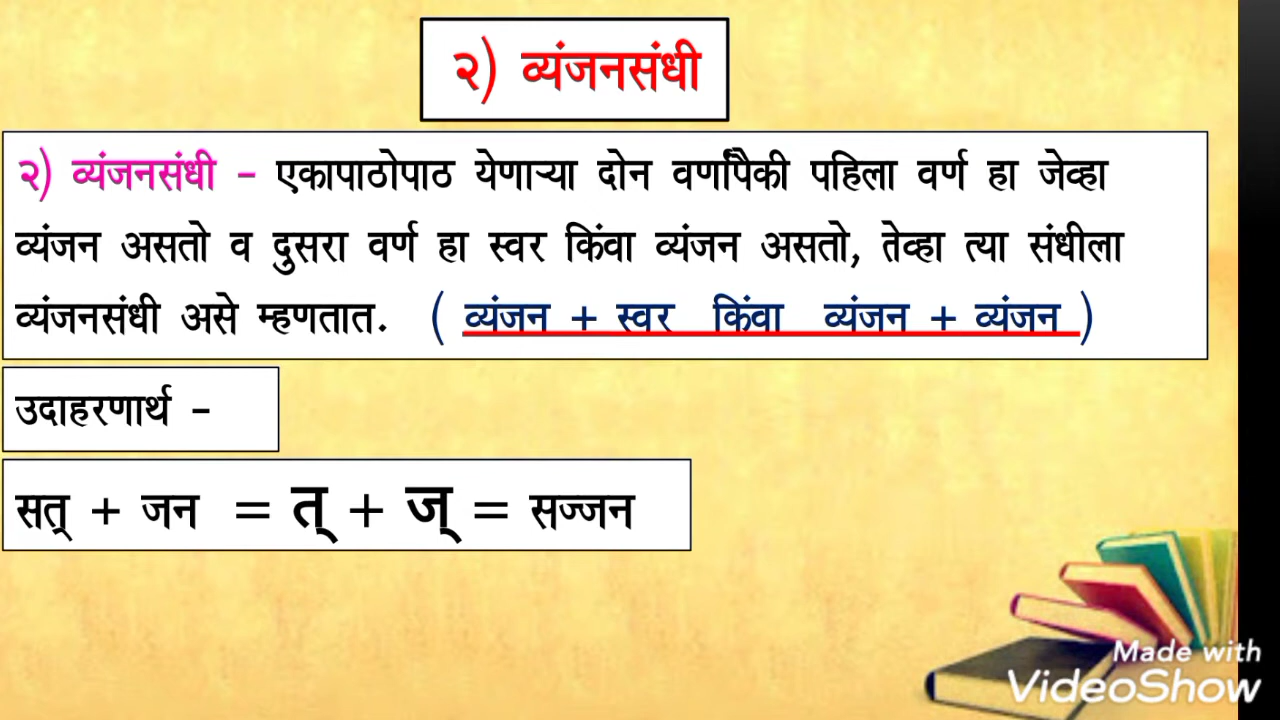 २) व्यंजनसंधी
२) व्यंजनसंधी - एकापाठोपाठ येणाऱ्या दोन वर्णांपैकी पहिला वर्ण हा जेव्हा
व्यंजन असतो व दुसरा वर्ण हा स्वर किंवा व्यंजन असतो, तेव्हा त्या संधीला
व्यंजनसंधी असे म्हणतात. ( व्यंजन + स्वर किंवा व्यंजन + व्यंजन )
उदाहरणार्थ -
सत् + जन = त् + ज् = सज्जन
Made with
VideoShow